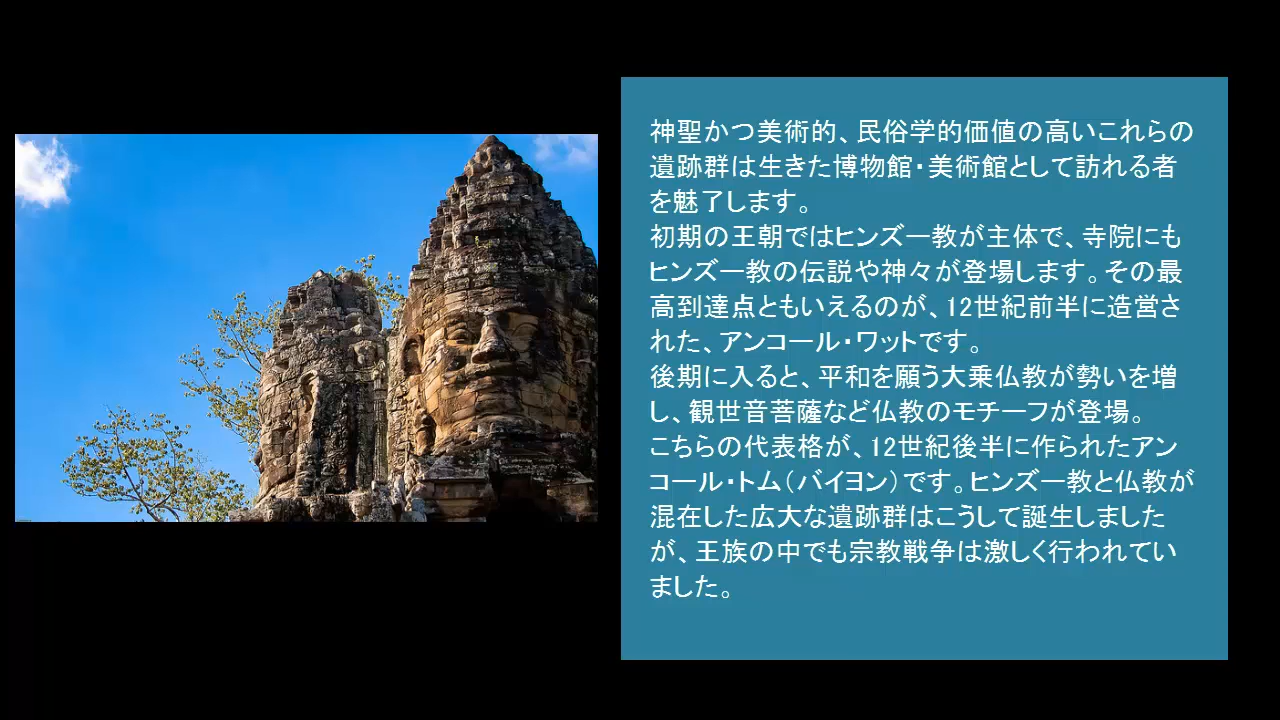 神聖かつ美術的、民俗学的価値の高いこれらの
遺跡群は生きた博物館・美術館として訪れる者
を魅了します。
初期の王朝ではヒンズー教が主体で、寺院にも
ヒンズー教の伝説や神々が登場します。その最
高到達点ともいえるのが、12世紀前半に造営さ
れた、アンコール・ワットです。
後期に入ると、平和を願う大乗仏教が勢いを増
し、観世音菩薩など仏教のモチーフが登場。
こちらの代表格が、12世紀後半に作られたアン
コール・トム（バイヨン）です。ヒンズー教と仏教が
混在した広大な遺跡群はこうして誕生しました
が、王族の中でも宗教戦争は激しく行われてい
ました。